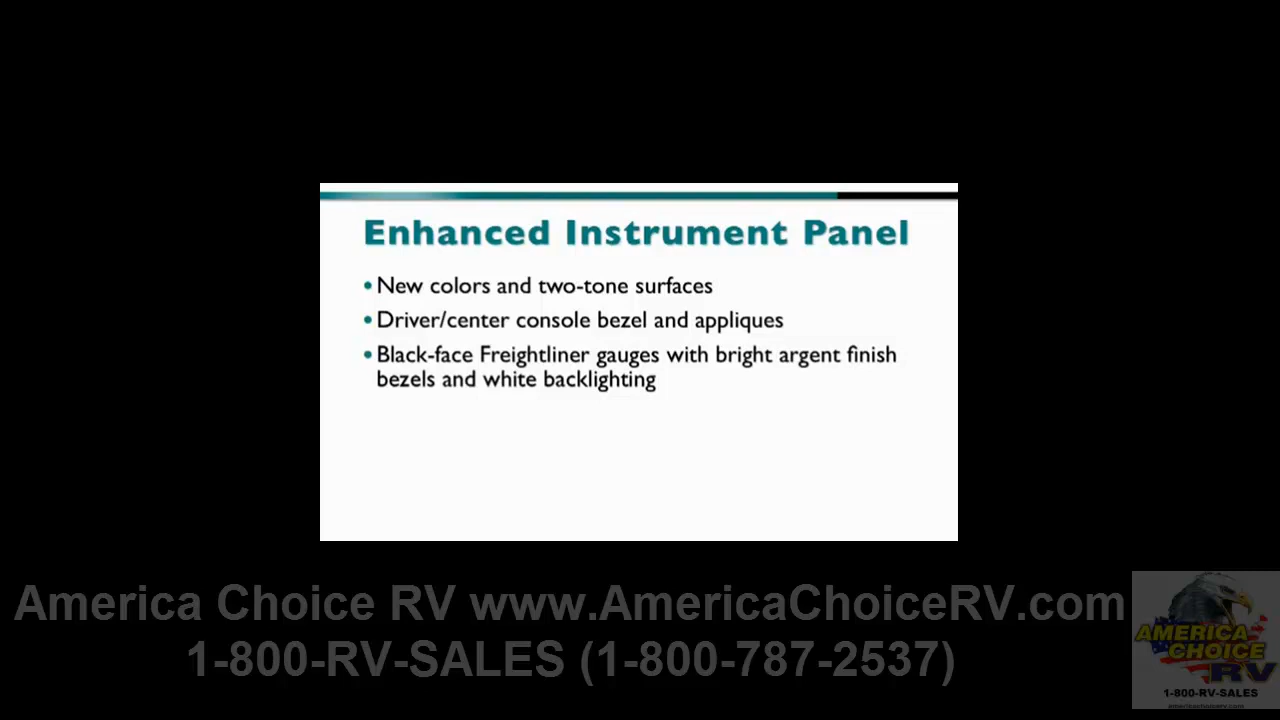 Enhanced Instrument Panel
•New colors and two-tone surfaces
•Driver/center console bezel and appliques
•Black-face Freightliner gauges with bright argent finish
bezels and white backlighting
America Choice RV www.AmericaChoiceRV.com
1-800-RV-SALES (1-800-787-2537)
AMERICA
CHOICE
RV
1-800-RV-SALES
americachoicerv.com